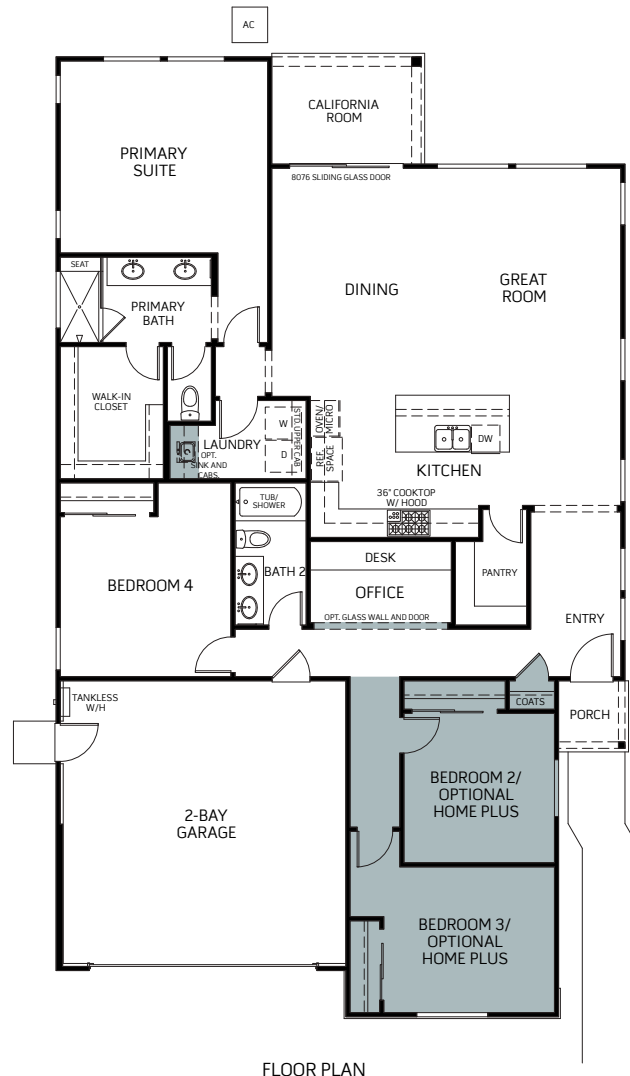 AC
CALIFORNIA
ROOM
PRIMARY
SUITE
8076 SLIDING GLASS DOOR
SEAT
PRIMARY
BATH
DINING
GREAT
ROOM
WALK-IN
CLOSET
W
D
STD. UPPER CAB
LAUNDRY
OPT.
SINK AND
CABS.
OVEN/
MICRO
REF.
SPACE
DW
KITCHEN
36" COOKTOP
W/ HOOD
TUB/
SHOWER
BEDROOM 4
BATH 2
DESK
OFFICE
OPT. GLASS WALL AND DOOR
PANTRY
ENTRY
TANKLESS
W/H
COATS
PORCH
2-BAY
GARAGE
BEDROOM 2/
OPTIONAL
HOME PLUS
BEDROOM 3/
OPTIONAL
HOME PLUS
FLOOR PLAN